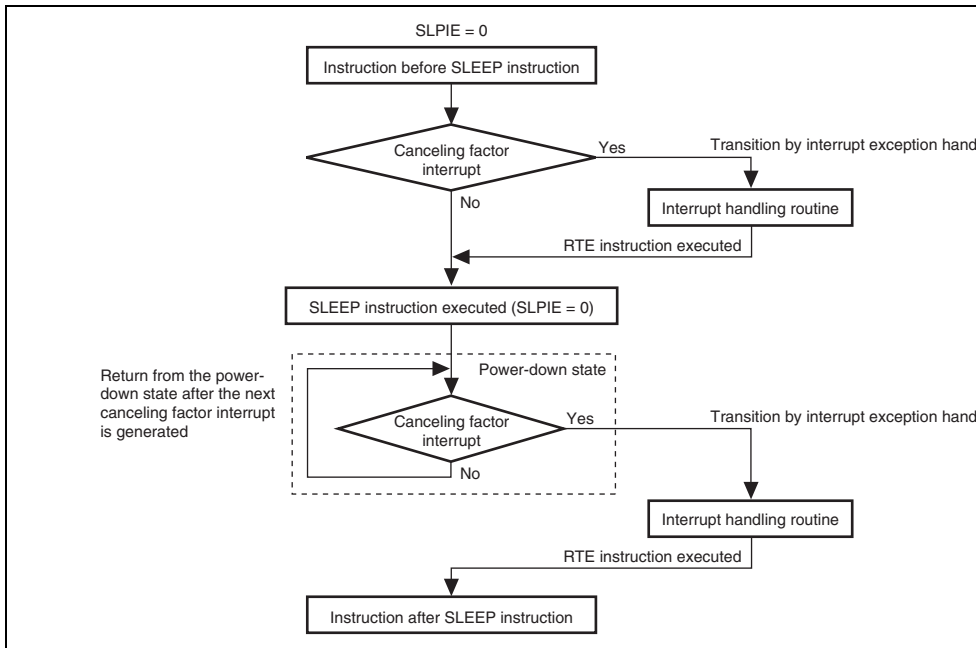 SLPIE = 0
Instruction before SLEEP instruction
Canceling factor
interrupt
Yes
Transition by interrupt exception hand
No
Interrupt handling routine
RTE instruction executed
SLEEP instruction executed (SLPIE = 0)
Return from the power-
down state after the next
canceling factor interrupt
is generated
Power-down state
Canceling factor
interrupt
Yes
Transition by interrupt exception hand
No
Interrupt handling routine
RTE instruction executed
Instruction after SLEEP instruction